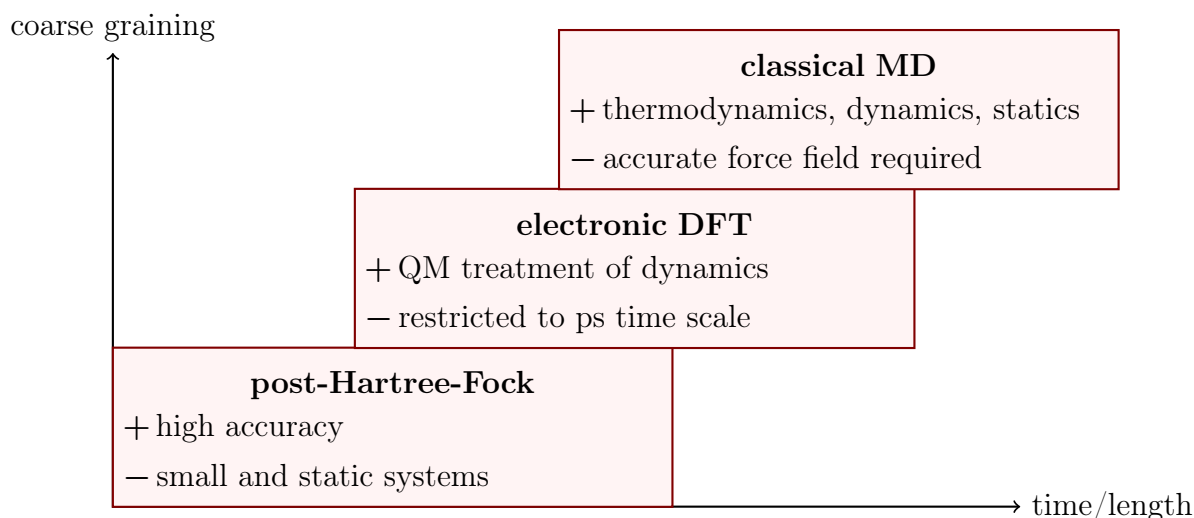 coarse graining
classical MD
+ thermodynamics, dynamics, statics
− accurate force field required
electronic DFT
+ QM treatment of dynamics
− restricted to ps time scale
post-Hartree-Fock
+ high accuracy
− small and static systems
time/length